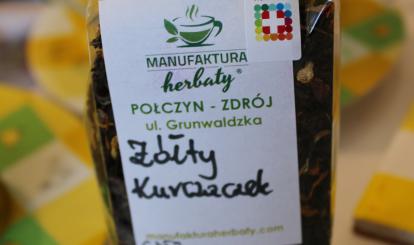 MANUFAKTURA
herbaty®
POŁCZYN - ZDRÓJ
ul. Grunwaldzka
Żółty
Kurczaczek
manufakturaherbaty.com